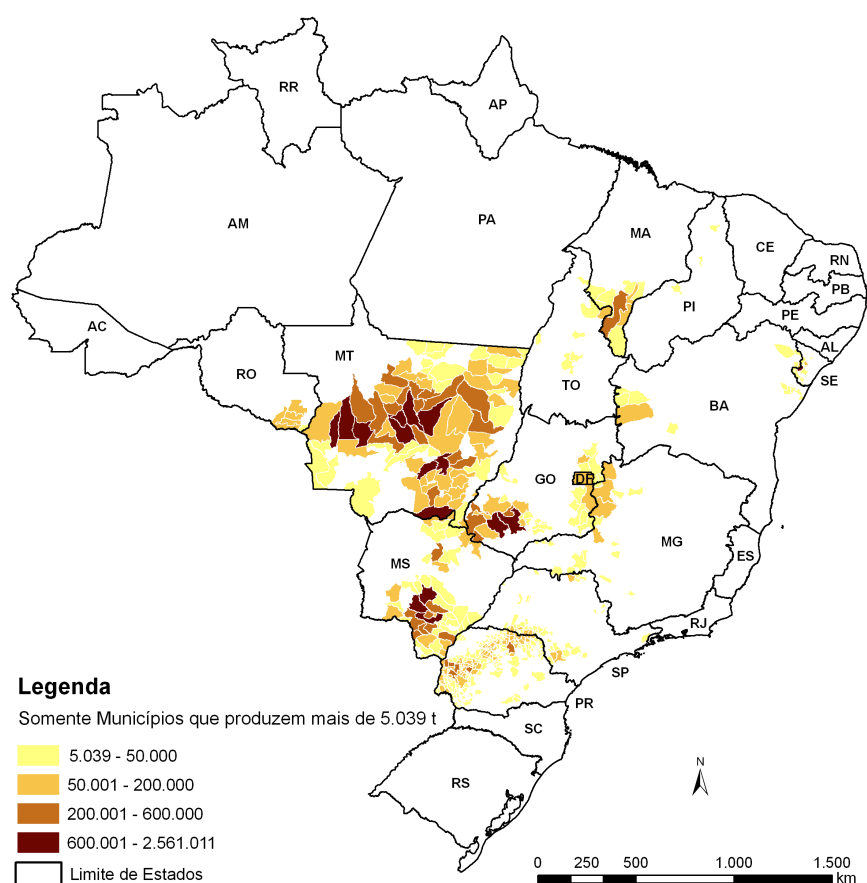 RR
AP
AM
PA
MA
CE
RN
PB
PE
PI
AL
SE
AC
RO
MT
TO
BA
GO
DF
MG
ES
MS
RJ
SP
PR
SC
RS
Legenda
Somente Municípios que produzem mais de 5.039 t
5.039 - 50.000
50.001 - 200.000
200.001 - 600.000
600.001 - 2.561.011
Limite de Estados
N
0 250 500 1.000 1.500
km